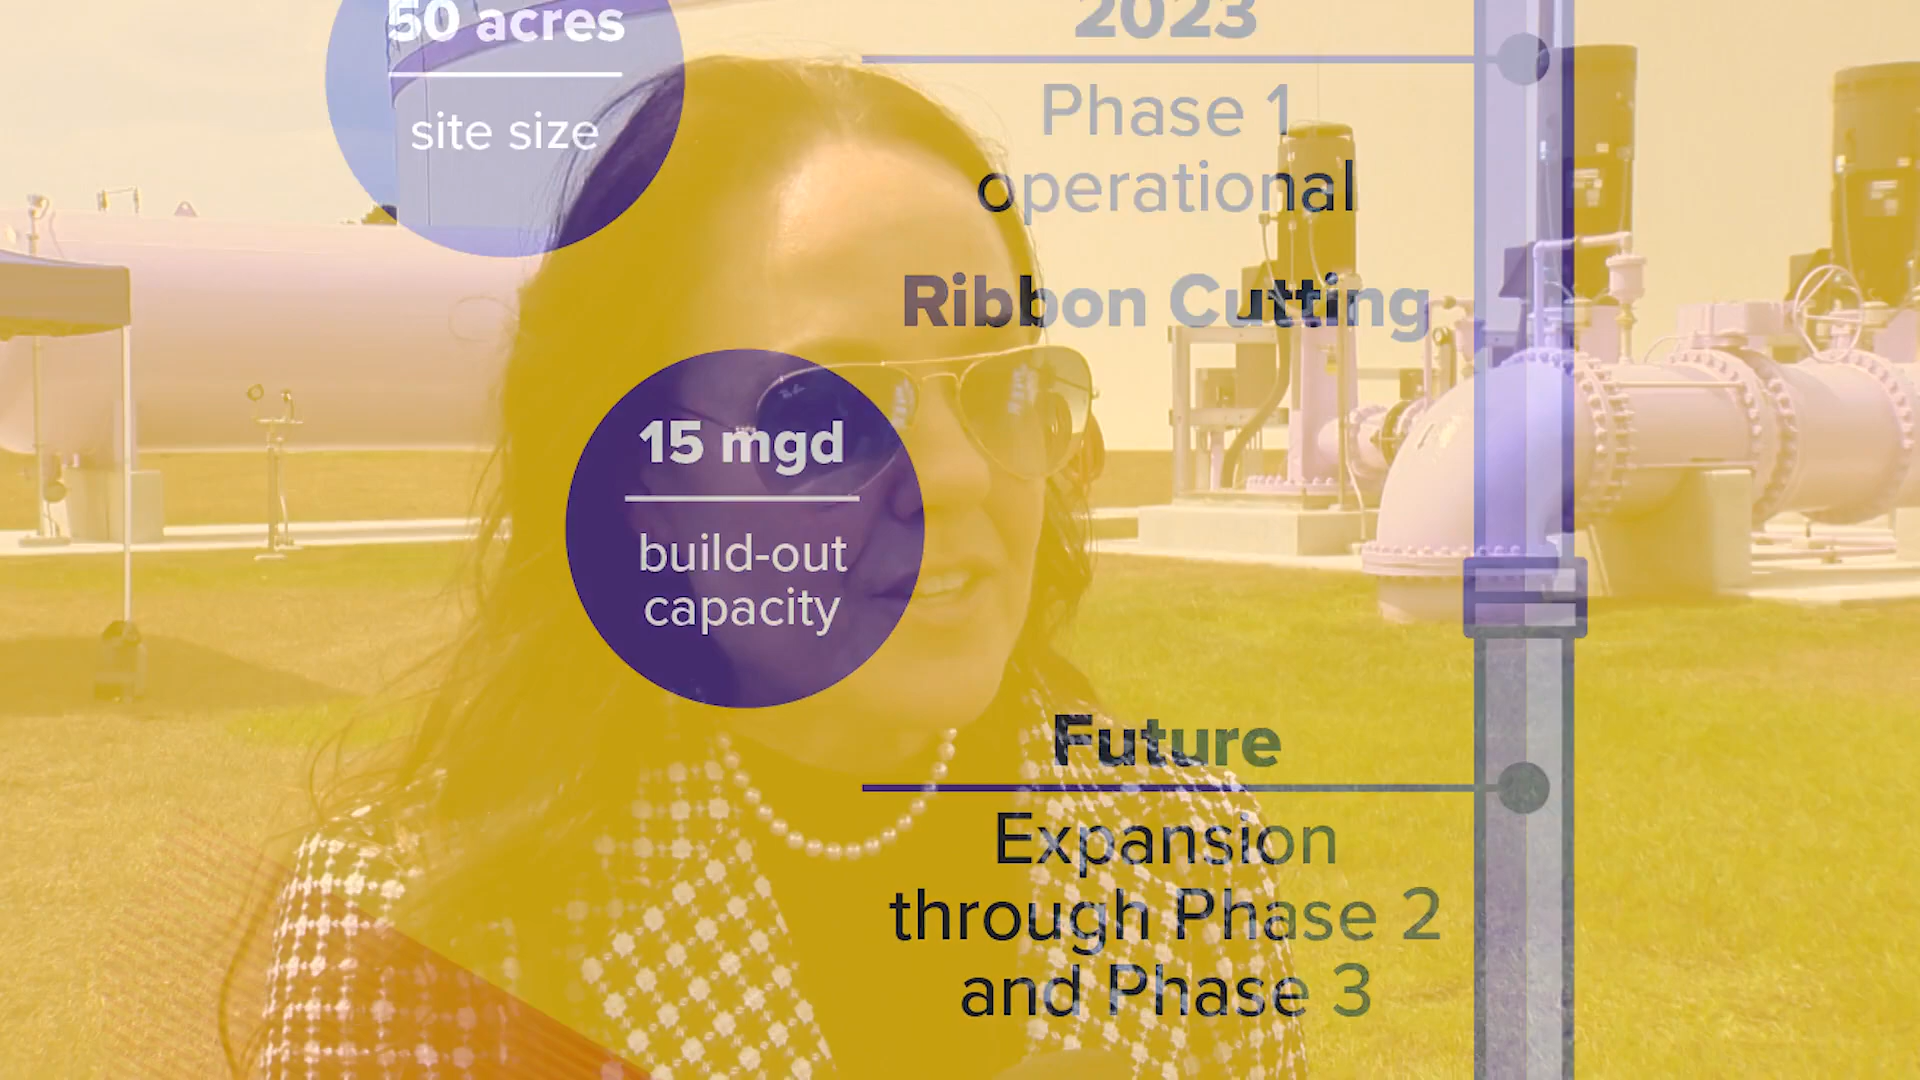 50 acres
site size
15 mgd
build-out
capacity
2023
Phase 1
operational
Ribbon Cutting
Future
Expansion
through Phase 2
and Phase 3